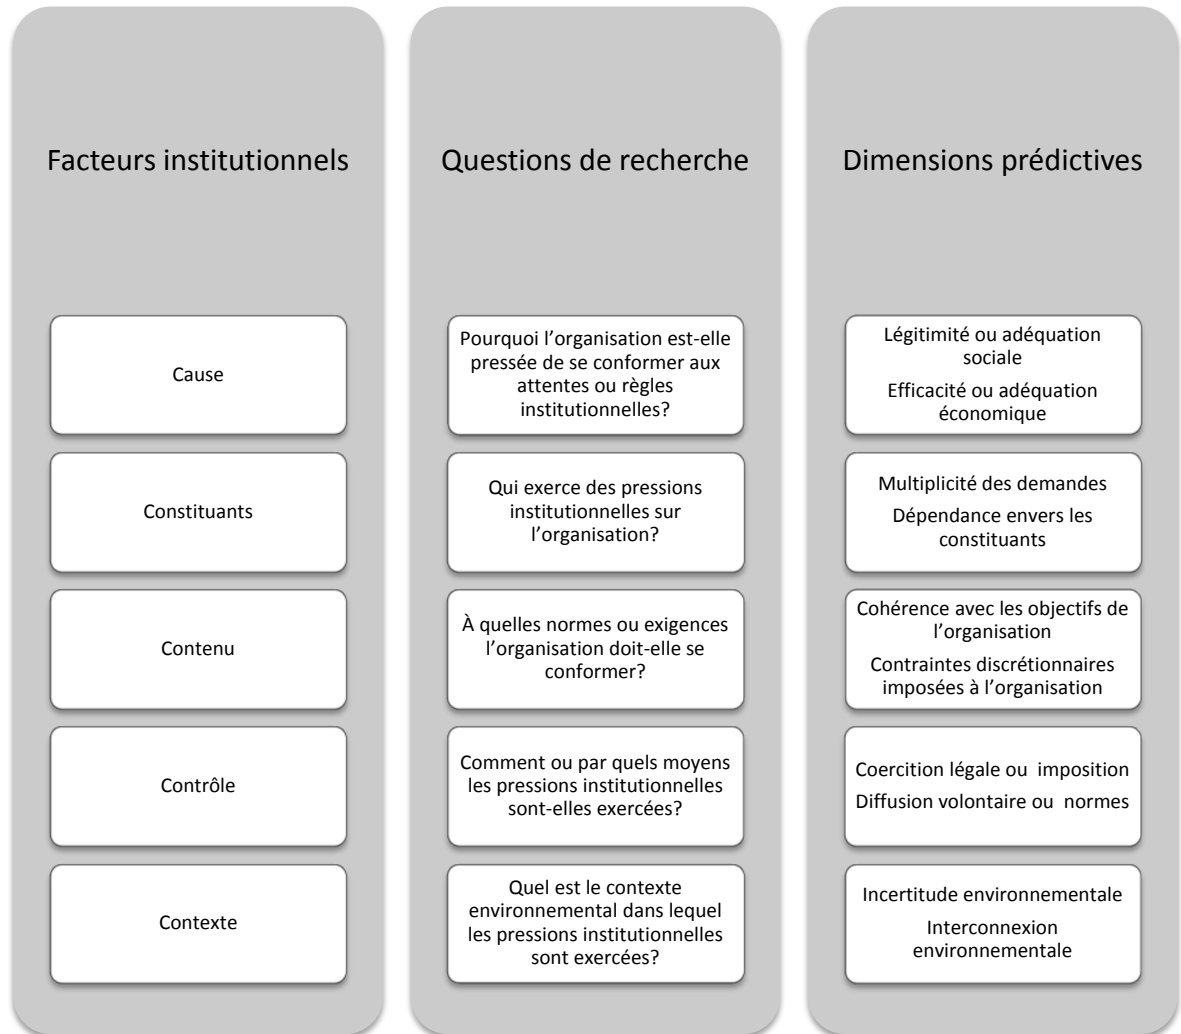 Facteurs institutionnels
Questions de recherche
Dimensions prédictives
Cause
Pourquoi l’organisation est-elle
pressée de se conformer aux
attentes ou règles
institutionnelles?
Légitimité ou adéquation
sociale
Efficacité ou adéquation
économique
Constituants
Qui exerce des pressions
institutionnelles sur
l’organisation?
Multiplicité des demandes
Dépendance envers les
constituants
Contenu
À quelles normes ou exigences
l’organisation doit-elle se
conformer?
Cohérence avec les objectifs de
l’organisation
Contraintes discrétionnaires
imposées à l’organisation
Contrôle
Comment ou par quels moyens
les pressions institutionnelles
sont-elles exercées?
Coercition légale ou  imposition
Diffusion volontaire ou  normes
Contexte
Quel est le contexte
environnemental dans lequel
les pressions institutionnelles
sont exercées?
Incertitude environnementale
Interconnexion
environnementale